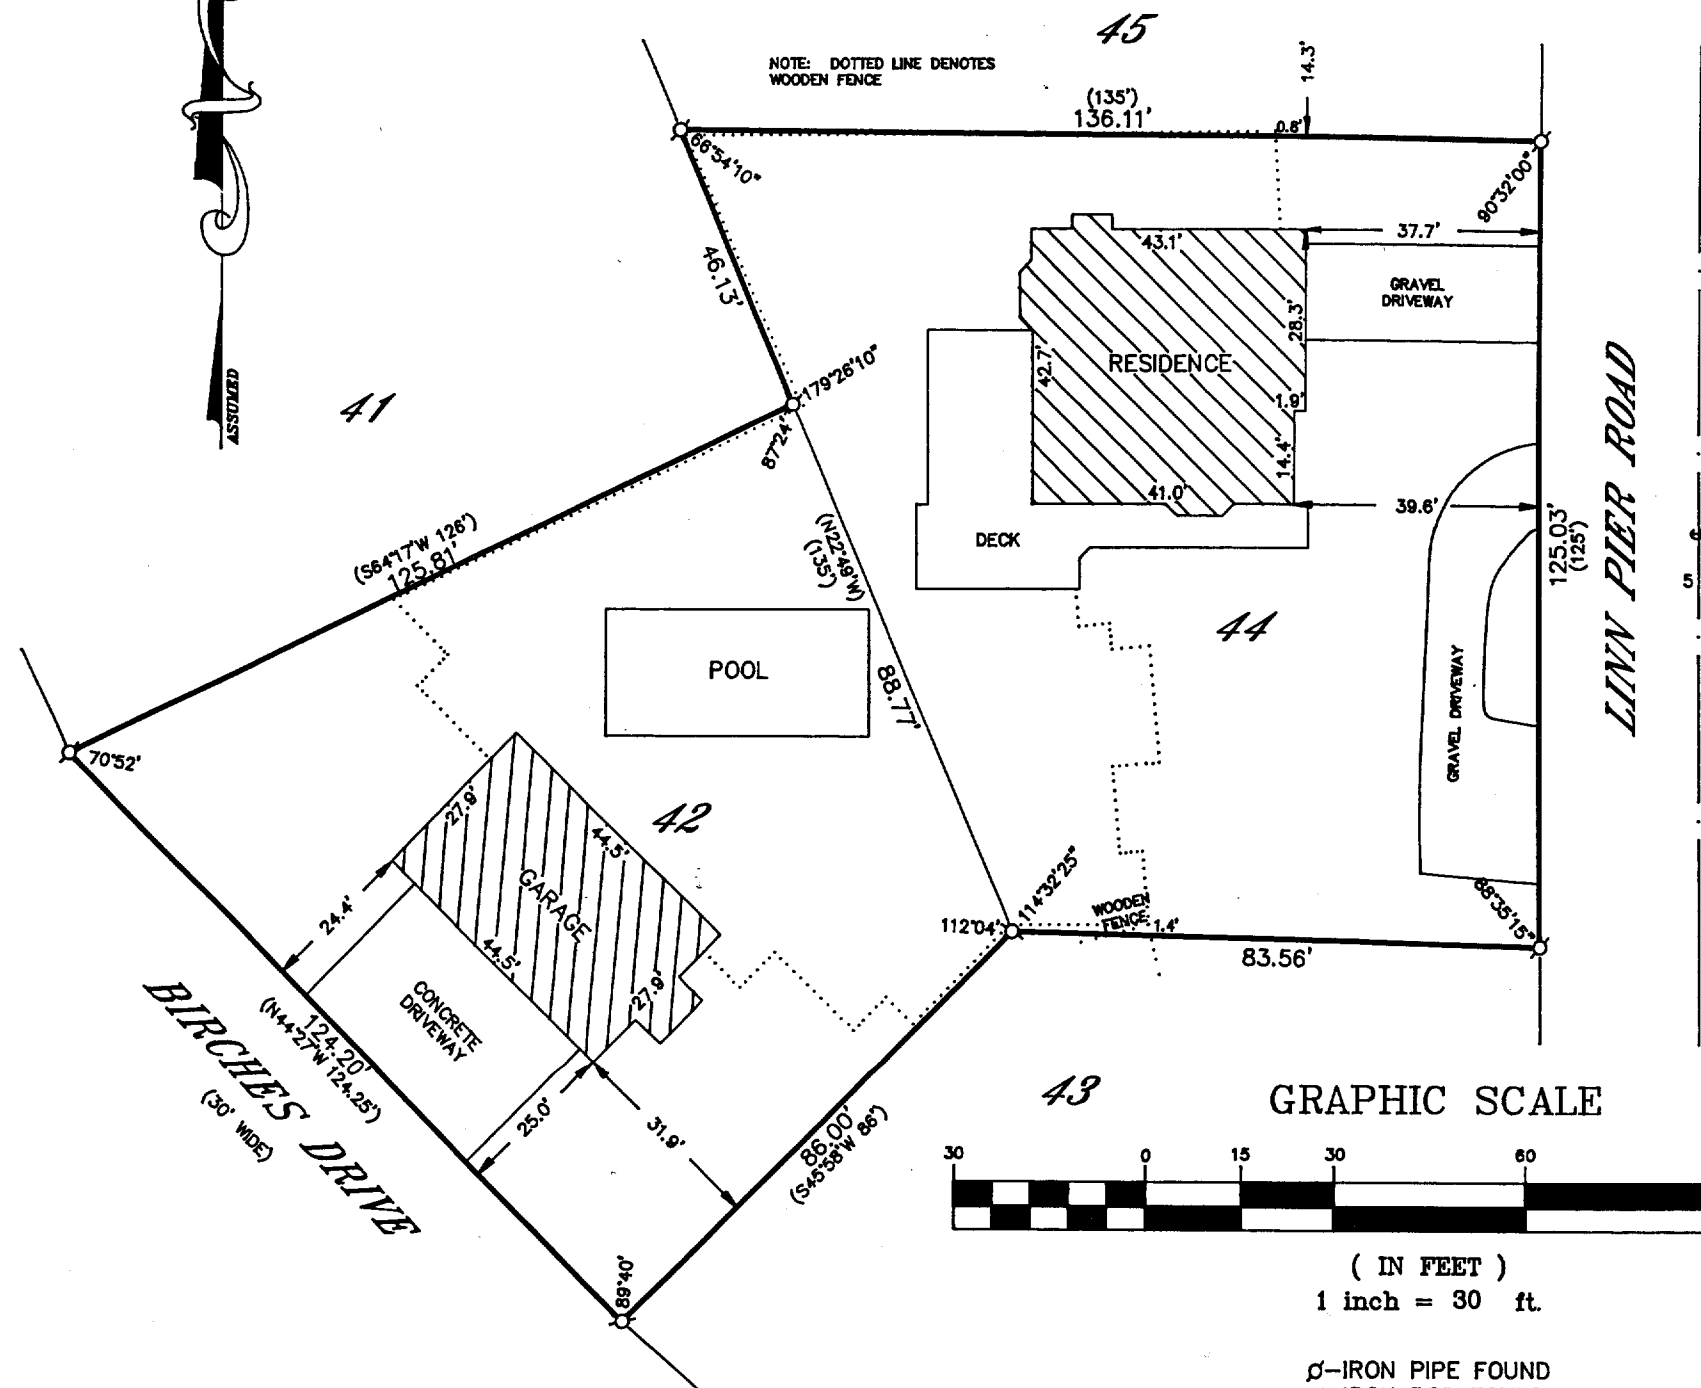 45
NOTE: DOTTED LINE DENOTES
WOODEN FENCE
14.3'
(135')
136.11'
0.8'
66°54'10"
90°32'00"
46.13'
43.1'
37.7'
GRAVEL
DRIVEWAY
28.3'
RESIDENCE
42.7'
1.9'
14.4'
41.0'
39.6'
ASSUMED
41
179°26'10"
87°24'
(S64°17'W 126')
125.81'
(N22°49'W)
(135')
88.77'
DECK
125.03'
(125')
LINN PIER ROAD
5
44
POOL
GRAVEL DRIVEWAY
70°52'
42
27.9'
44.5'
GARAGE
44.5'
27.9'
24.4'
CONCRETE
DRIVEWAY
112°04'
114°32'25"
WOODEN
FENCE
1.4'
88°35'15"
83.56'
BIRCHES DRIVE
(30' WIDE)
124.20'
(N44°27'W 124.25')
25.0'
31.9'
86.00'
(S45°58'W 86')
89°40'
43
GRAPHIC SCALE
30 0 15 30 60
( IN FEET )
1 inch = 30 ft.
Ø-IRON PIPE FOUND